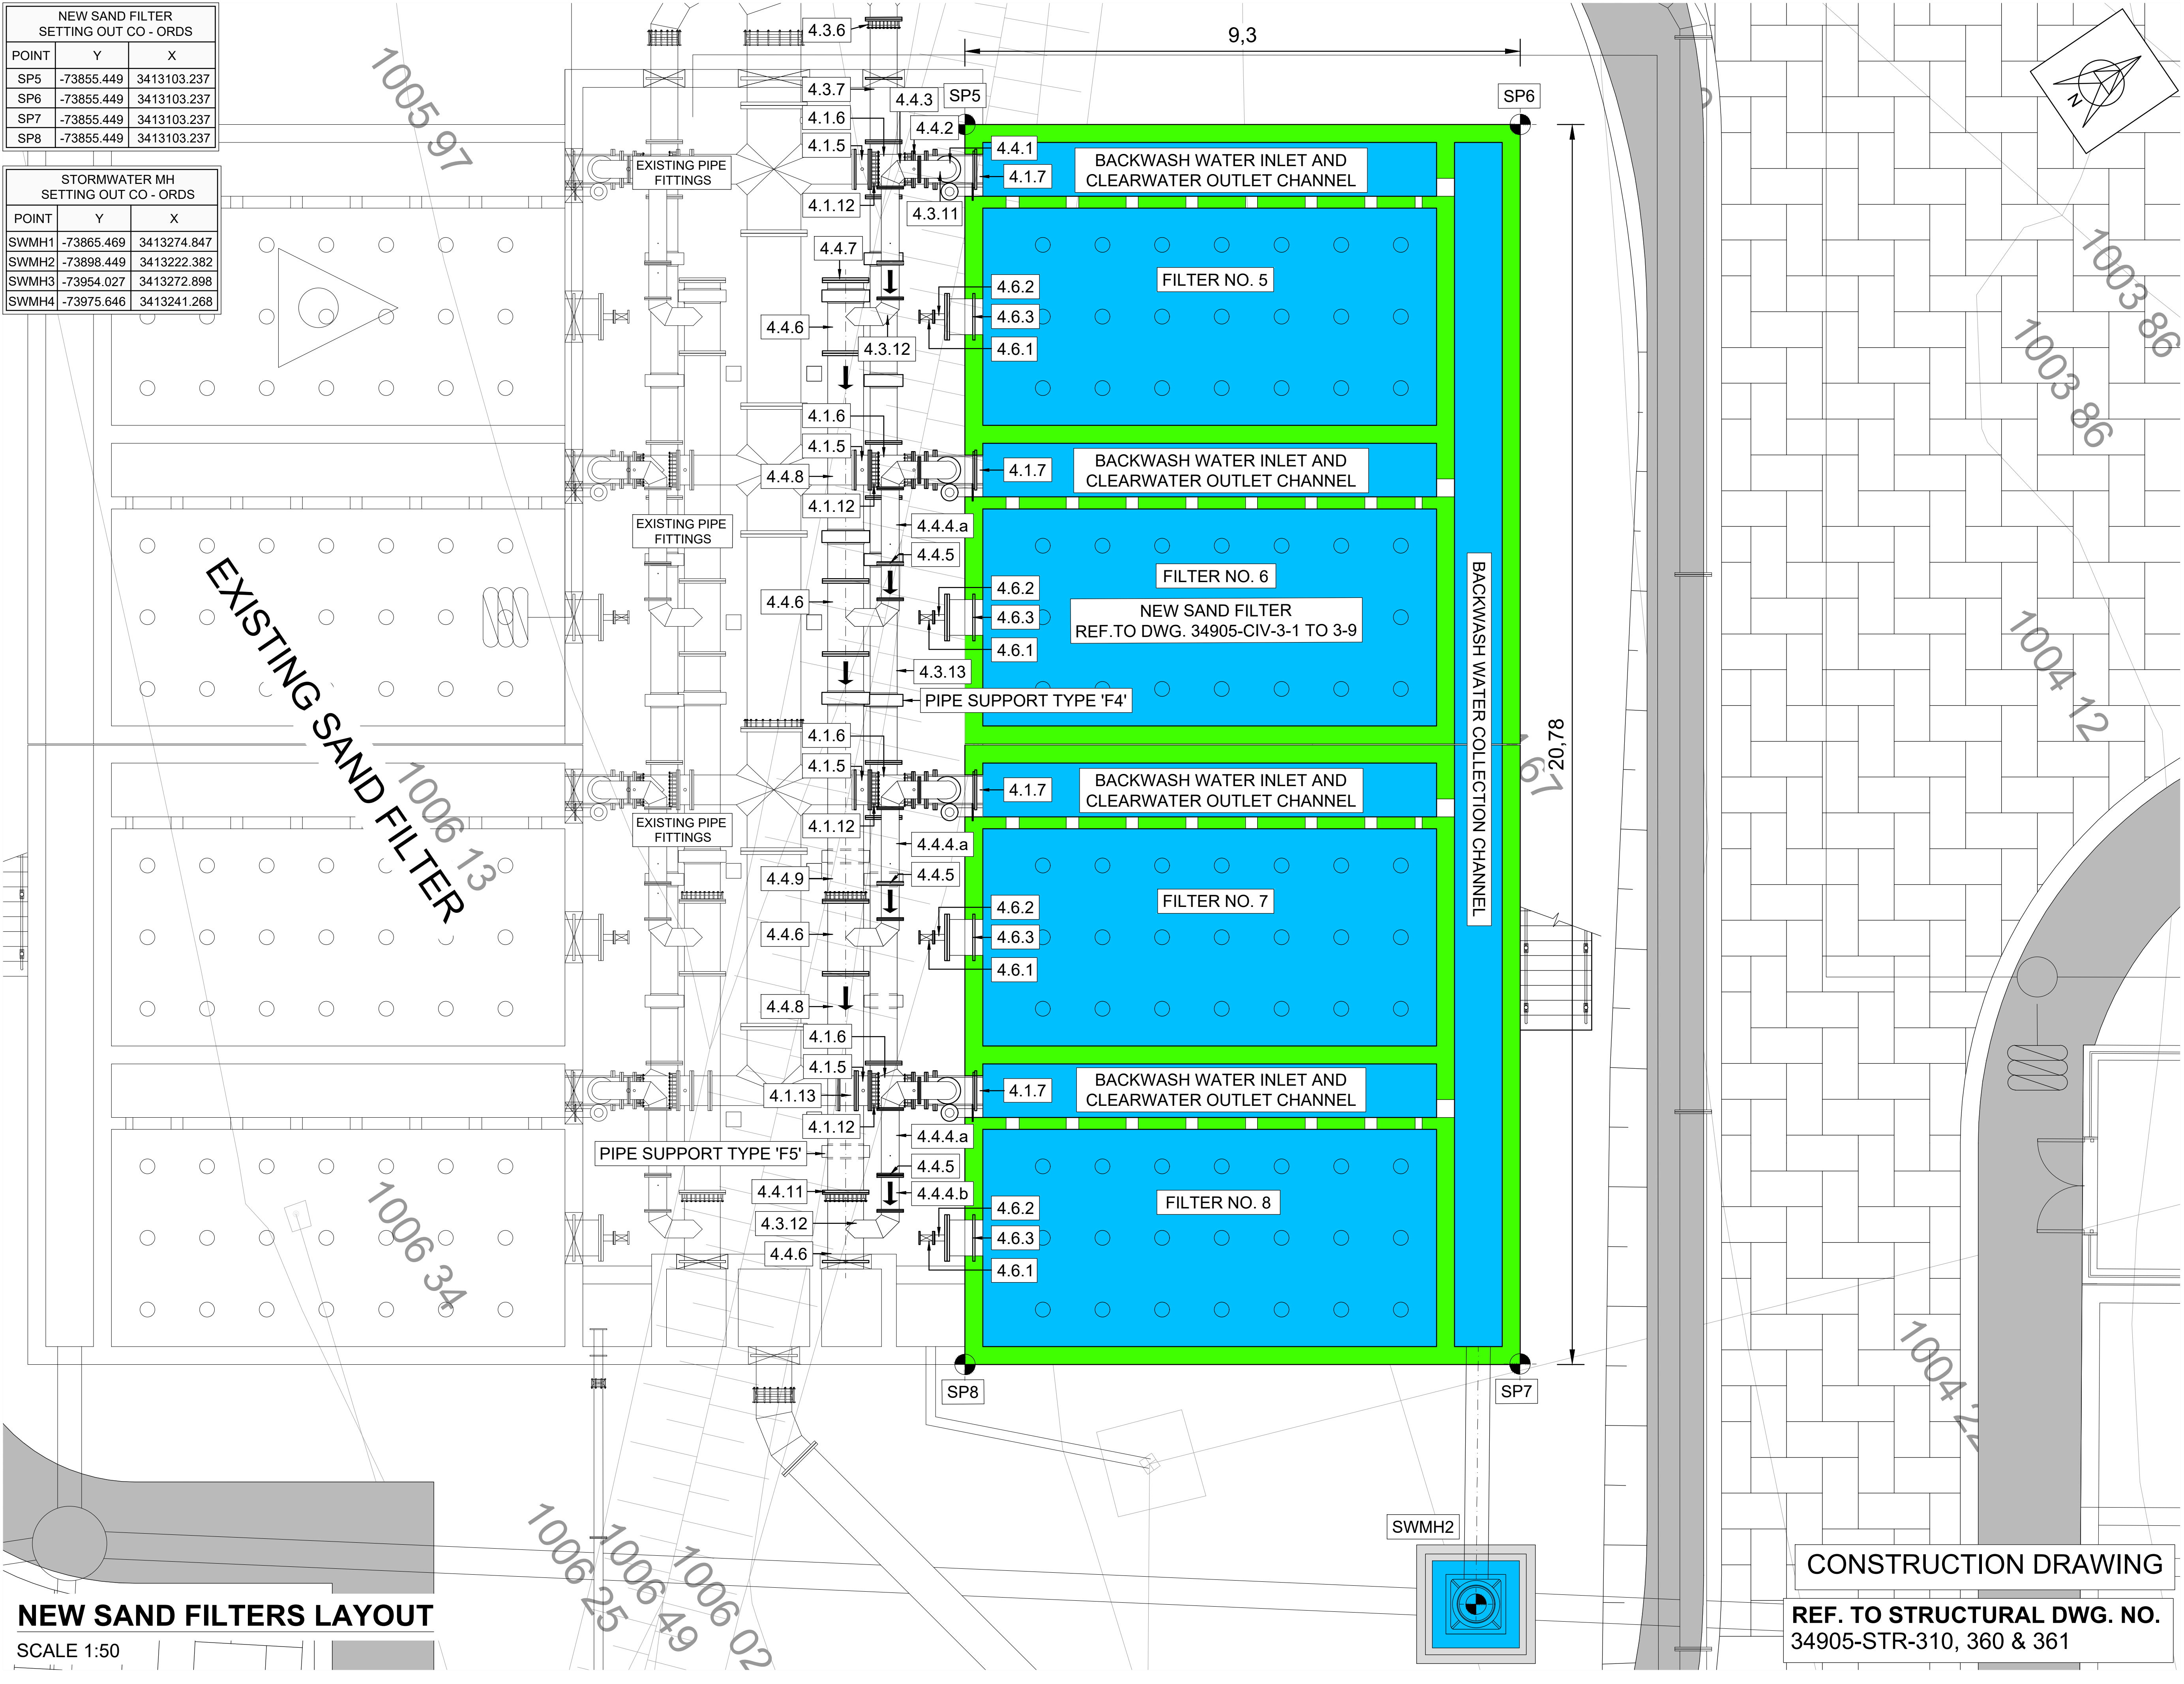 NEW SAND FILTER
SETTING OUT CO - ORDS
POINT Y X
SP5 -73855.449 3413103.237
SP6 -73855.449 3413103.237
SP7 -73855.449 3413103.237
SP8 -73855.449 3413103.237
STORMWATER MH
SETTING OUT CO - ORDS
POINT Y X
SWMH1 -73865.469 3413274.847
SWMH2 -73898.449 3413222.382
SWMH3 -73954.027 3413272.898
SWMH4 -73975.646 3413241.268
1005 97
EXISTING SAND FILTER
1006 13
1006 34
EXISTING PIPE
FITTINGS
EXISTING PIPE
FITTINGS
EXISTING PIPE
FITTINGS
4.3.6
4.3.7
4.4.3
4.1.6
4.4.2
4.1.5
4.4.1
4.1.7
4.1.12
4.3.11
4.4.7
4.6.2
4.4.6
4.6.3
4.3.12
4.6.1
4.1.6
4.1.5
4.4.8
4.1.7
4.1.12
4.4.4.a
4.4.5
4.6.2
4.4.6
4.6.3
4.6.1
4.3.13
PIPE SUPPORT TYPE 'F4'
4.1.6
4.1.5
4.1.7
4.1.12
4.4.4.a
4.4.9
4.4.5
4.6.2
4.4.6
4.6.3
4.6.1
4.4.8
4.1.6
4.1.5
4.1.13
4.1.7
4.1.12
4.4.4.a
PIPE SUPPORT TYPE 'F5'
4.4.5
4.4.11
4.4.4.b
4.6.2
4.3.12
4.6.3
4.4.6
4.6.1
9,3
SP5
SP6
BACKWASH WATER INLET AND
CLEARWATER OUTLET CHANNEL
FILTER NO. 5
BACKWASH WATER INLET AND
CLEARWATER OUTLET CHANNEL
FILTER NO. 6
NEW SAND FILTER
REF.TO DWG. 34905-CIV-3-1 TO 3-9
BACKWASH WATER INLET AND
CLEARWATER OUTLET CHANNEL
FILTER NO. 7
BACKWASH WATER INLET AND
CLEARWATER OUTLET CHANNEL
FILTER NO. 8
BACKWASH WATER COLLECTION CHANNEL
20,78
67
SP8
SP7
SWMH2
N
1003 86
1003 86
1004 12
1006 25
1006 49
1006 02
NEW SAND FILTERS LAYOUT
SCALE 1:50
CONSTRUCTION DRAWING
REF. TO STRUCTURAL DWG. NO.
34905-STR-310, 360 & 361